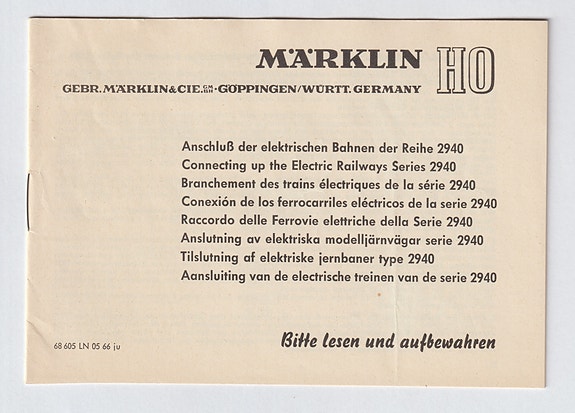 MÄRKLIN HO
GEBR. MÄRKLIN & CIE. GMBH · GÖPPINGEN/WÜRTT. GERMANY
Anschluß der elektrischen Bahnen der Reihe 2940
Connecting up the Electric Railways Series 2940
Branchement des trains électriques de la série 2940
Conexión de los ferrocarriles eléctricos de la serie 2940
Raccordo delle Ferrovie elettriche della Serie 2940
Anslutning av elektriska modelljärnvägar serie 2940
Tilslutning af elektriske jernbaner type 2940
Aansluiting van de electrische treinen van de serie 2940
68 605 LN 05 66 ju
Bitte lesen und aufbewahren